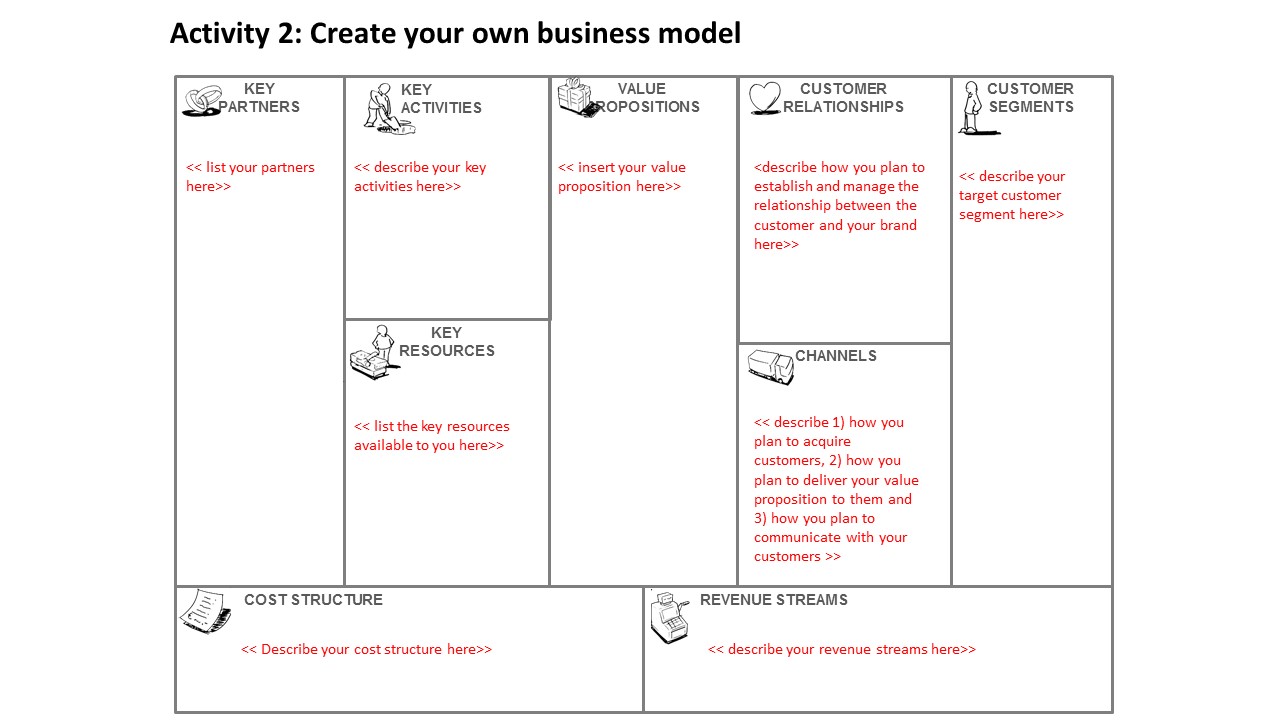 Activity 2: Create your own business model
KEY
PARTNERS
<< list your partners
here>>
KEY
ACTIVITIES
<< describe your key
activities here>>
KEY
RESOURCES
<< list the key resources
available to you here>>
VALUE
ROPOSITIONS
<< insert your value
proposition here>>
CUSTOMER
RELATIONSHIPS
<describe how you plan to
establish and manage the
relationship between the
customer and your brand
here>>
CHANNELS
<< describe 1) how you
plan to acquire
customers, 2) how you
plan to deliver your value
proposition to them and
3) how you plan to
communicate with your
customers >>
CUSTOMER
SEGMENTS
<< describe your
target customer
segment here>>
COST STRUCTURE
<< Describe your cost structure here>>
REVENUE STREAMS
<< describe your revenue streams here>>